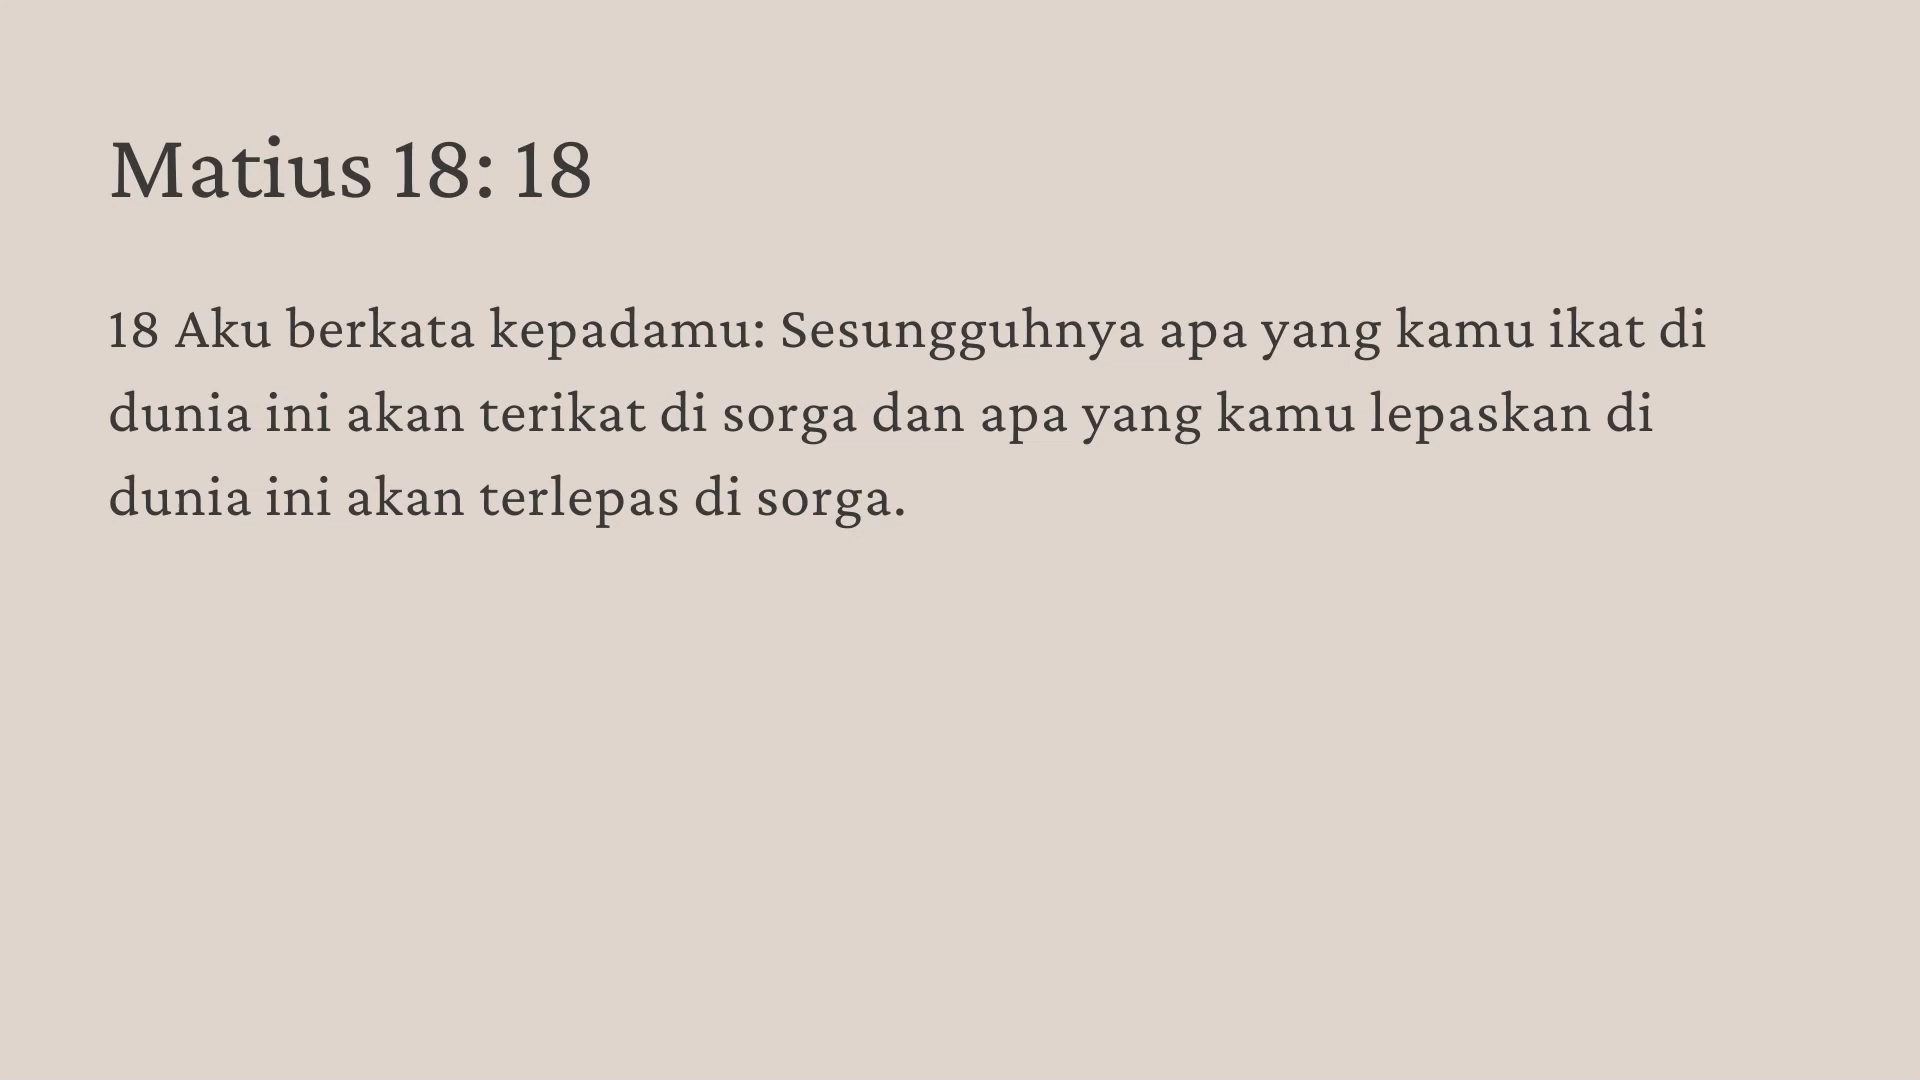 Matius 18: 18
18 Aku berkata kepadamu: Sesungguhnya apa yang kamu ikat di
dunia ini akan terikat di sorga dan apa yang kamu lepaskan di
dunia ini akan terlepas di sorga.